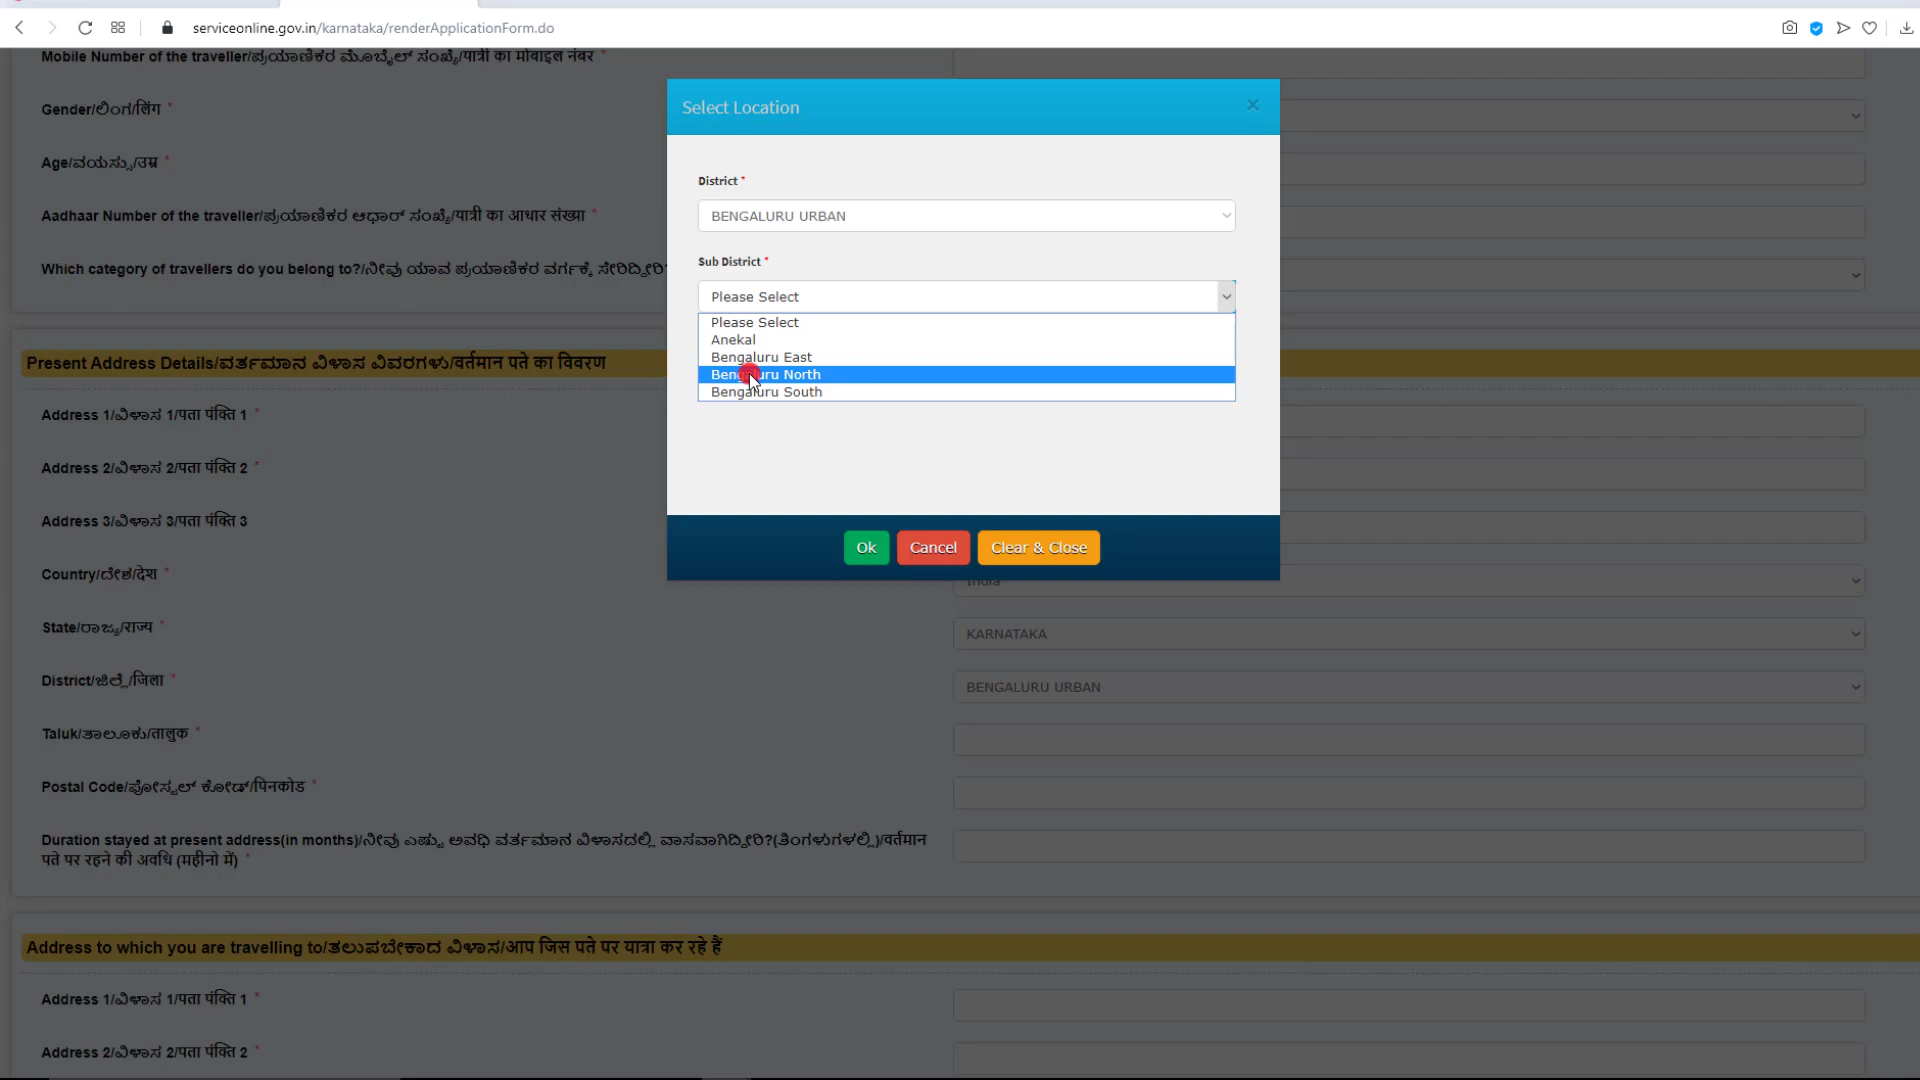 serviceonline.gov.in/karnataka/renderApplicationForm.do
Mobile Number of the traveller/ಪ್ರಯಾಣಿಕರ ಮೊಬೈಲ್ ಸಂಖ್ಯೆ/यात्री का मोबाइल नंबर *
Gender/ಲಿಂಗ/लिंग *
Age/ವಯಸ್ಸು/उम्र *
Aadhaar Number of the traveller/ಪ್ರಯಾಣಿಕರ ಆಧಾರ್ ಸಂಖ್ಯೆ/यात्री का आधार संख्या *
Which category of travellers do you belong to?/ನೀವು ಯಾವ ಪ್ರಯಾಣಿಕರ ವರ್ಗಕ್ಕೆ ಸೇರಿದ್ದೀರಿ?
Select Location
×
District *
BENGALURU URBAN
Sub District *
Please Select
Please Select
Anekal
Bengaluru East
Bengaluru North
Bengaluru South
Ok Cancel Clear & Close
Present Address Details/ವರ್ತಮಾನ ವಿಳಾಸ ವಿವರಗಳು/वर्तमान पते का विवरण
Address 1/ವಿಳಾಸ 1/पता पंक्ति 1 *
Address 2/ವಿಳಾಸ 2/पता पंक्ति 2 *
Address 3/ವಿಳಾಸ 3/पता पंक्ति 3
Country/ದೇಶ/देश * India
State/ರಾಜ್ಯ/राज्य * KARNATAKA
District/ಜಿಲ್ಲೆ/जिला * BENGALURU URBAN
Taluk/ತಾಲೂಕು/तालुक *
Postal Code/ಪೋಸ್ಟಲ್ ಕೋಡ್/पिनकोड *
Duration stayed at present address(in months)/ನೀವು ಎಷ್ಟು ಅವಧಿ ವರ್ತಮಾನ ವಿಳಾಸದಲ್ಲಿ ವಾಸವಾಗಿದ್ದೀರಿ?(ತಿಂಗಳುಗಳಲ್ಲಿ)/वर्तमान
पते पर रहने की अवधि (महीनो में) *
Address to which you are travelling to/ತಲುಪಬೇಕಾದ ವಿಳಾಸ/आप जिस पते पर यात्रा कर रहे हैं
Address 1/ವಿಳಾಸ 1/पता पंक्ति 1 *
Address 2/ವಿಳಾಸ 2/पता पंक्ति 2 *